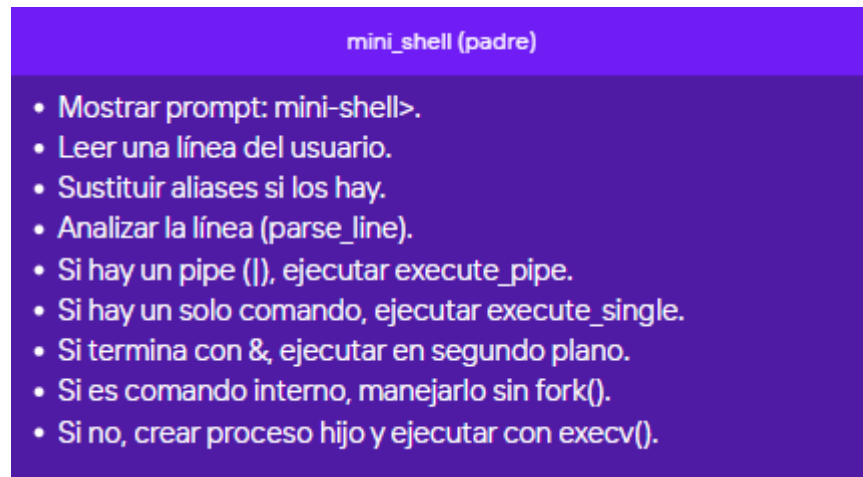 mini_shell (padre)
• Mostrar prompt: mini-shell>.
• Leer una línea del usuario.
• Sustituir aliases si los hay.
• Analizar la línea (parse_line).
• Si hay un pipe (|), ejecutar execute_pipe.
• Si hay un solo comando, ejecutar execute_single.
• Si termina con &, ejecutar en segundo plano.
• Si es comando interno, manejarlo sin fork().
• Si no, crear proceso hijo y ejecutar con execv().